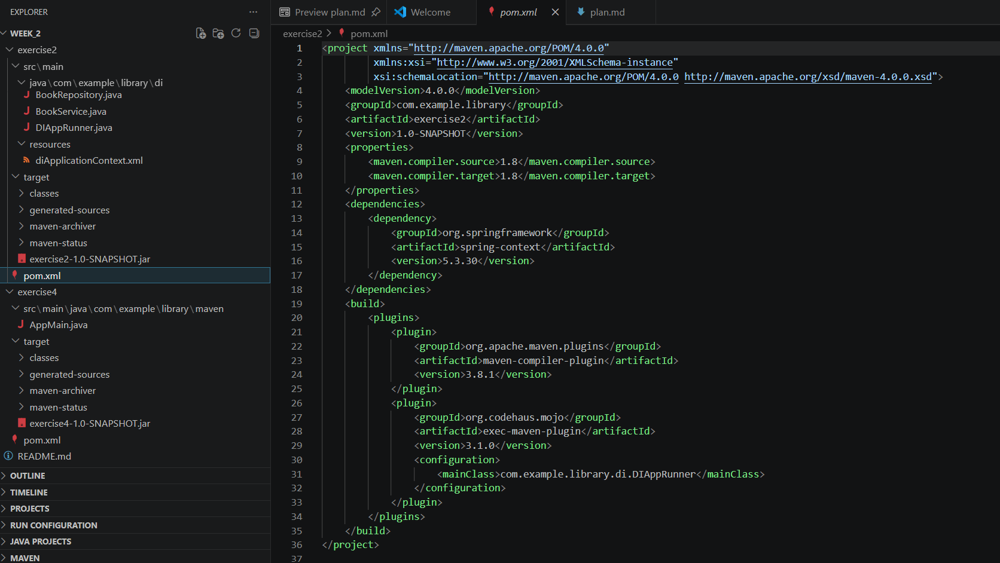 EXPLORER
WEEK_2
exercise2
src\main
java\com\example\library\di
BookRepository.java
BookService.java
DIAppRunner.java
resources
diApplicationContext.xml
target
classes
generated-sources
maven-archiver
maven-status
exercise2-1.0-SNAPSHOT.jar
pom.xml
exercise4
src\main\java\com\example\library\maven
AppMain.java
target
classes
generated-sources
maven-archiver
maven-status
exercise4-1.0-SNAPSHOT.jar
pom.xml
README.md
OUTLINE
TIMELINE
PROJECTS
RUN CONFIGURATION
JAVA PROJECTS
MAVEN
Preview plan.md
Welcome
pom.xml
plan.md
exercise2 > pom.xml
1 <project xmlns="http://maven.apache.org/POM/4.0.0"
2 xmlns:xsi="http://www.w3.org/2001/XMLSchema-instance"
3 xsi:schemaLocation="http://maven.apache.org/POM/4.0.0 http://maven.apache.org/xsd/maven-4.0.0.xsd">
4 <modelVersion>4.0.0</modelVersion>
5 <groupId>com.example.library</groupId>
6 <artifactId>exercise2</artifactId>
7 <version>1.0-SNAPSHOT</version>
8 <properties>
9 <maven.compiler.source>1.8</maven.compiler.source>
10 <maven.compiler.target>1.8</maven.compiler.target>
11 </properties>
12 <dependencies>
13 <dependency>
14 <groupId>org.springframework</groupId>
15 <artifactId>spring-context</artifactId>
16 <version>5.3.30</version>
17 </dependency>
18 </dependencies>
19 <build>
20 <plugins>
21 <plugin>
22 <groupId>org.apache.maven.plugins</groupId>
23 <artifactId>maven-compiler-plugin</artifactId>
24 <version>3.8.1</version>
25 </plugin>
26 <plugin>
27 <groupId>org.codehaus.mojo</groupId>
28 <artifactId>exec-maven-plugin</artifactId>
29 <version>3.1.0</version>
30 <configuration>
31 <mainClass>com.example.library.di.DIAppRunner</mainClass>
32 </configuration>
33 </plugin>
34 </plugins>
35 </build>
36 </project>
37